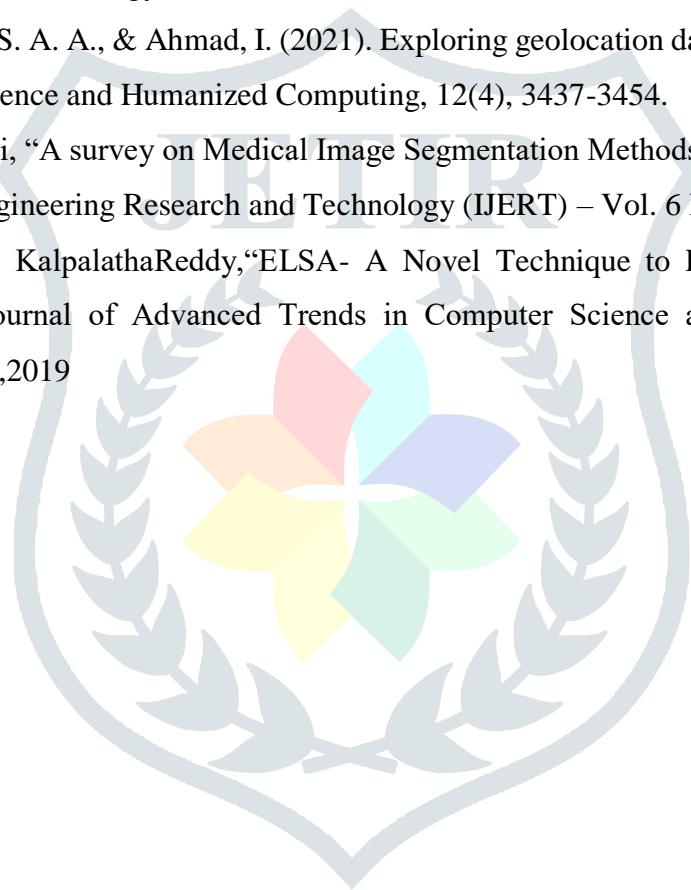 S. A. A., & Ahmad, I. (2021). Exploring geolocation da
ence and Humanized Computing, 12(4), 3437-3454.
i, “A survey on Medical Image Segmentation Methods
JETIR
gineering Research and Technology (IJERT) – Vol. 6
KalpalathaReddy,“ELSA- A Novel Technique to
ournal of Advanced Trends in Computer Science a
,2019